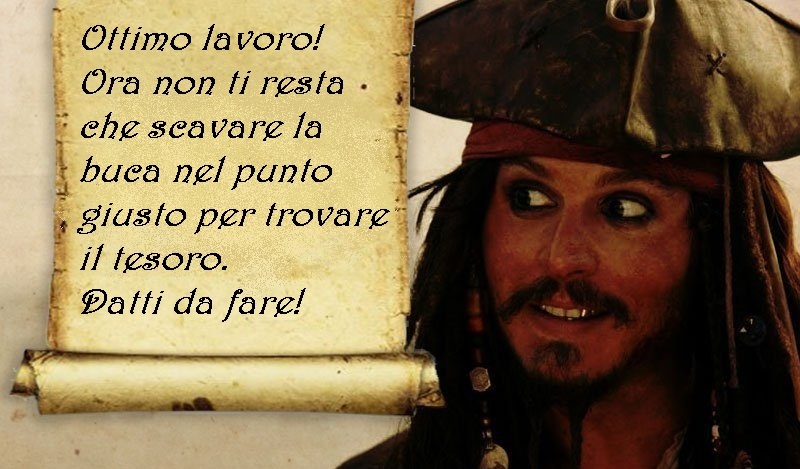 Ottimo lavoro!
Ora non ti resta
che scavare la
buca nel punto
giusto per trovare
il tesoro.
Datti da fare!